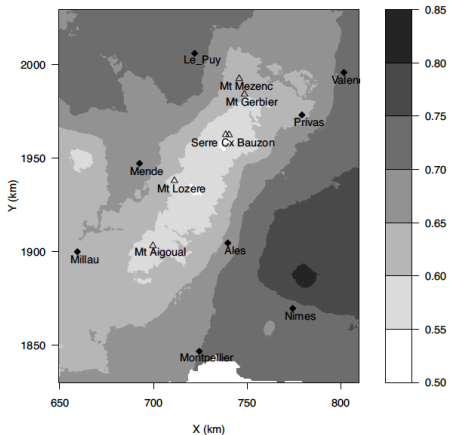 0.85
2000
Le_Puy
Valenc
Mt Mezenc
0.80
Mt Gerbier
Privas
0.75
Serre Cx Bauzon
1950
Mende
0.70
Mt Lozere
Y (km)
0.65
1900
Mt Aigoual
Ales
Millau
0.60
Nimes
0.55
1850
Montpellier
0.50
650
700
750
800
X (km)